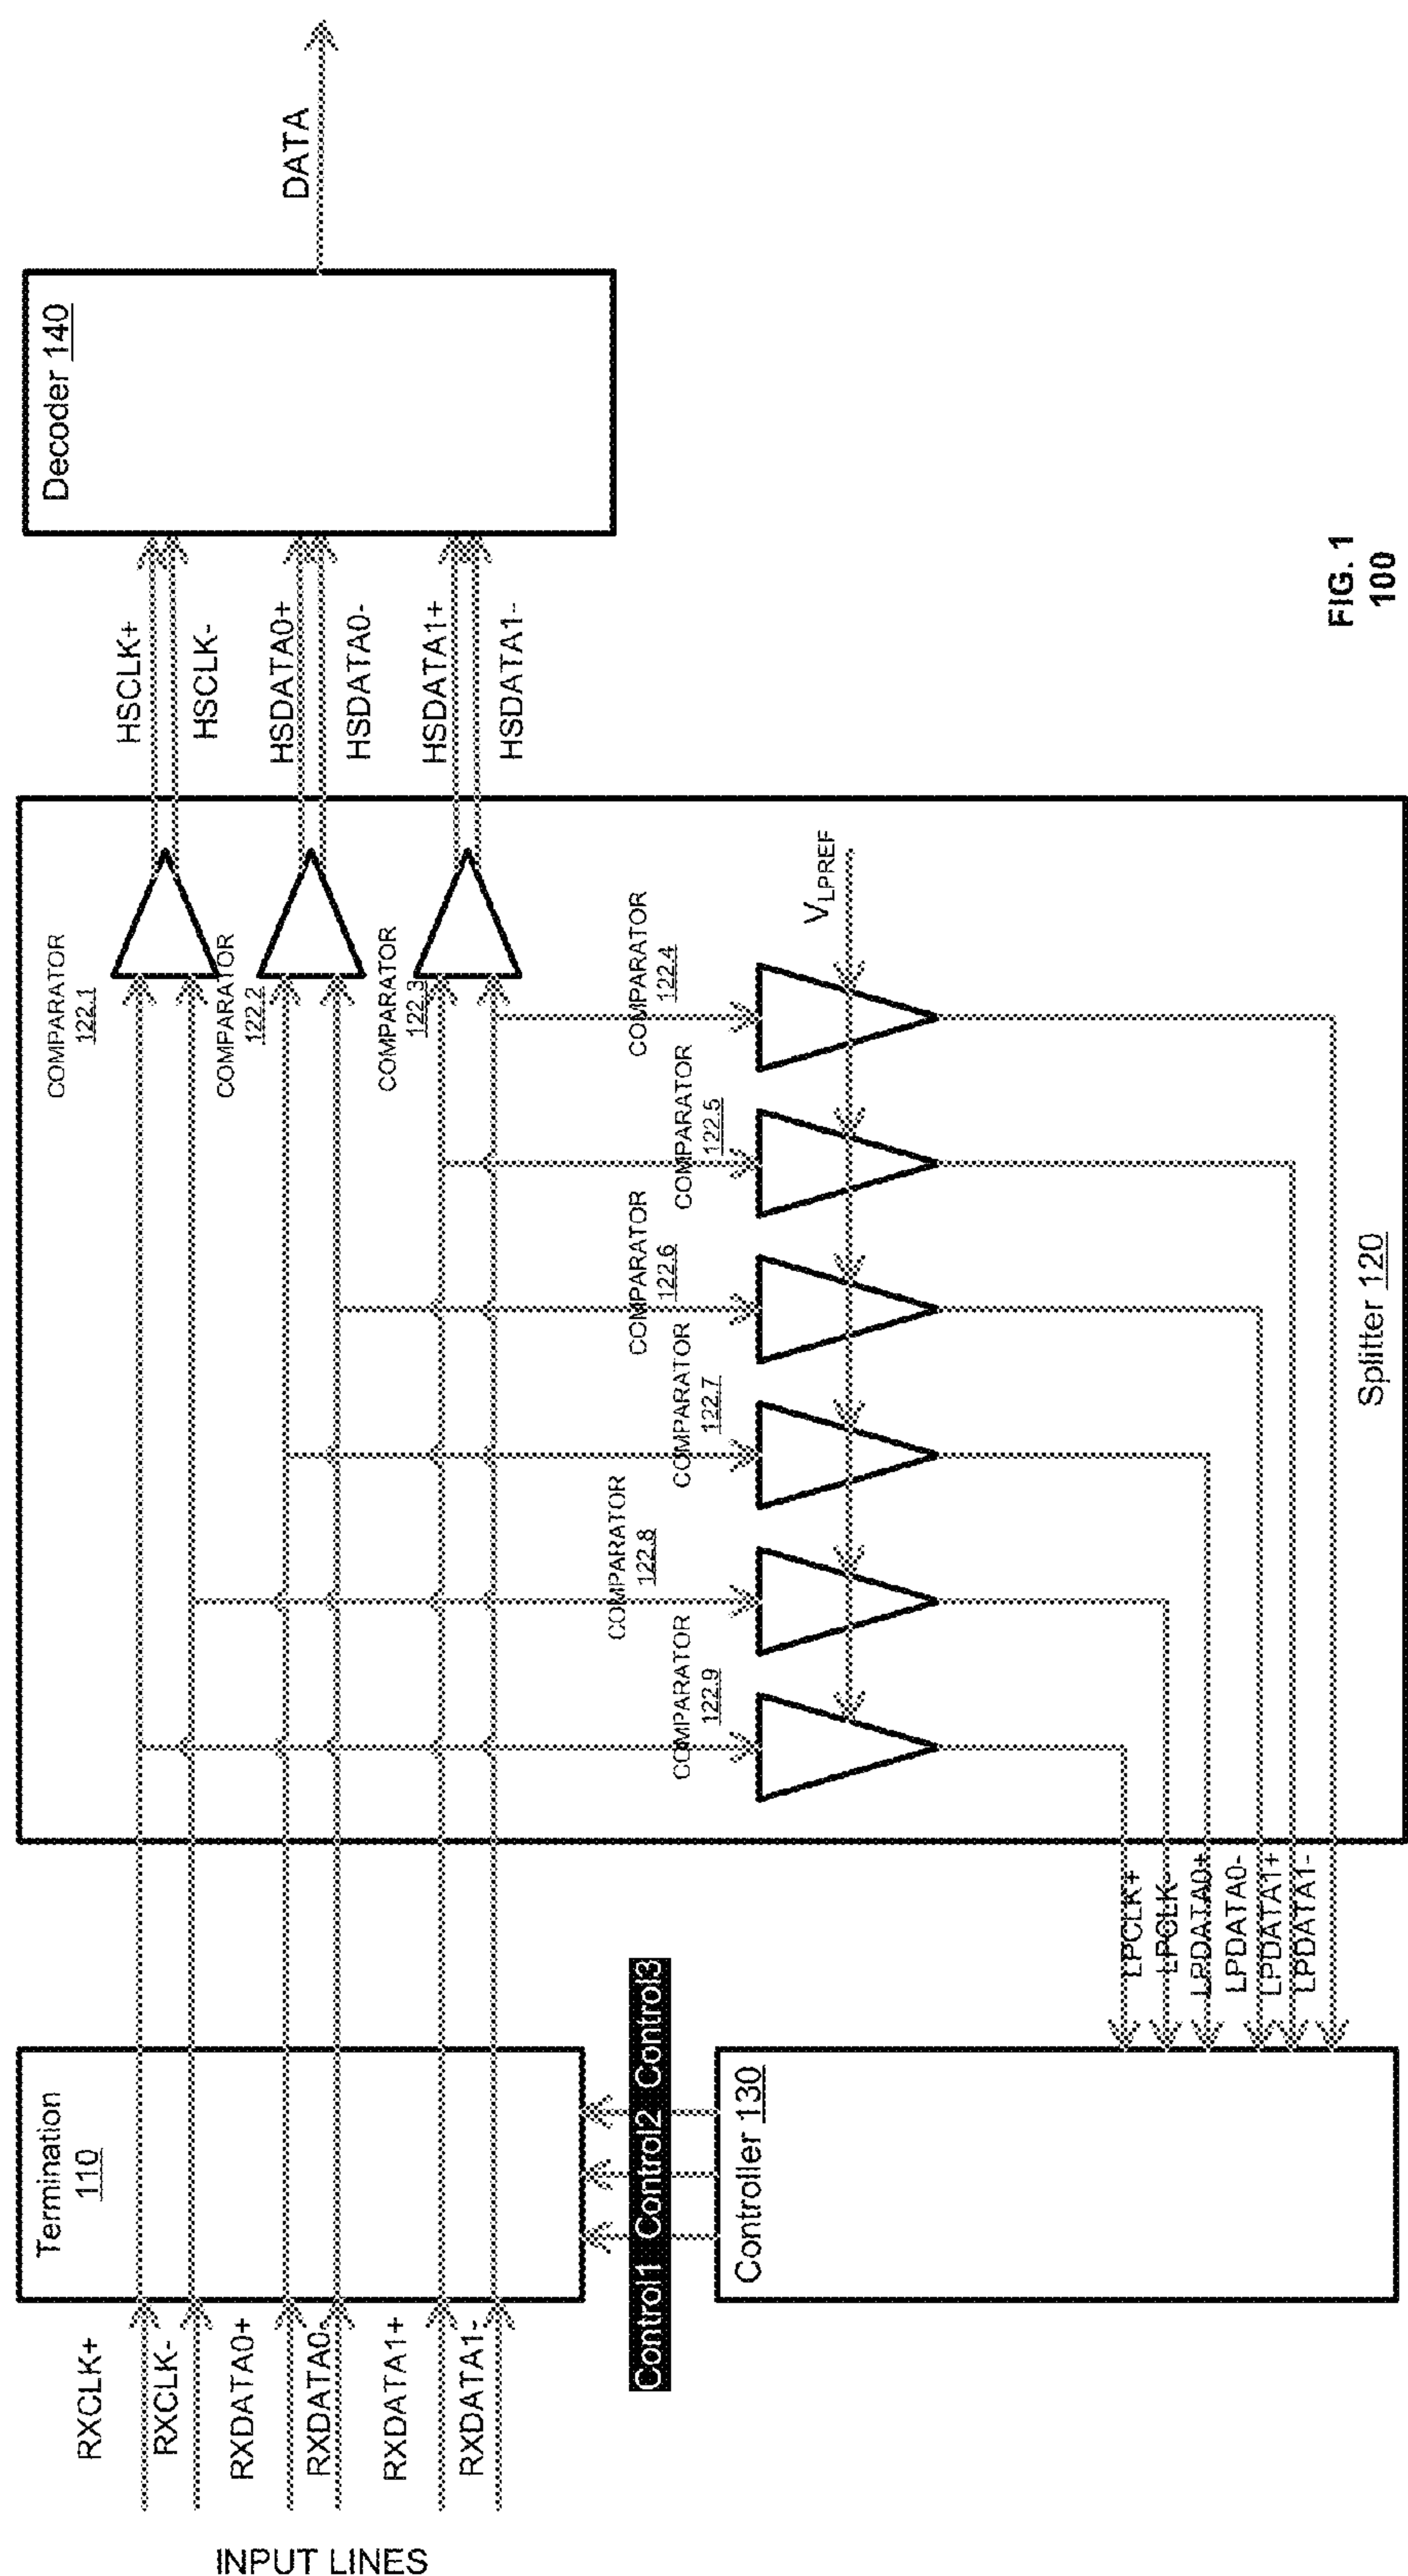 INPUT LINES
RXCLK+
RXCLK-
RXDATA0+
RXDATA0-
RXDATA1+
RXDATA1-
Termination
110
Control1 Control2 Control3
Controller 130
LPCLK+
LPCLK-
LPDATA0+
LPDATA0-
LPDATA1+
LPDATA1-
COMPARATOR
122.1
COMPARATOR
122.2
COMPARATOR
122.3
COMPARATOR
122.4
COMPARATOR
122.5
COMPARATOR
122.6
COMPARATOR
122.7
COMPARATOR
122.8
COMPARATOR
122.9
VLPREF
Splitter 120
HSCLK+
HSCLK-
HSDATA0+
HSDATA0-
HSDATA1+
HSDATA1-
Decoder 140
DATA
FIG. 1
100